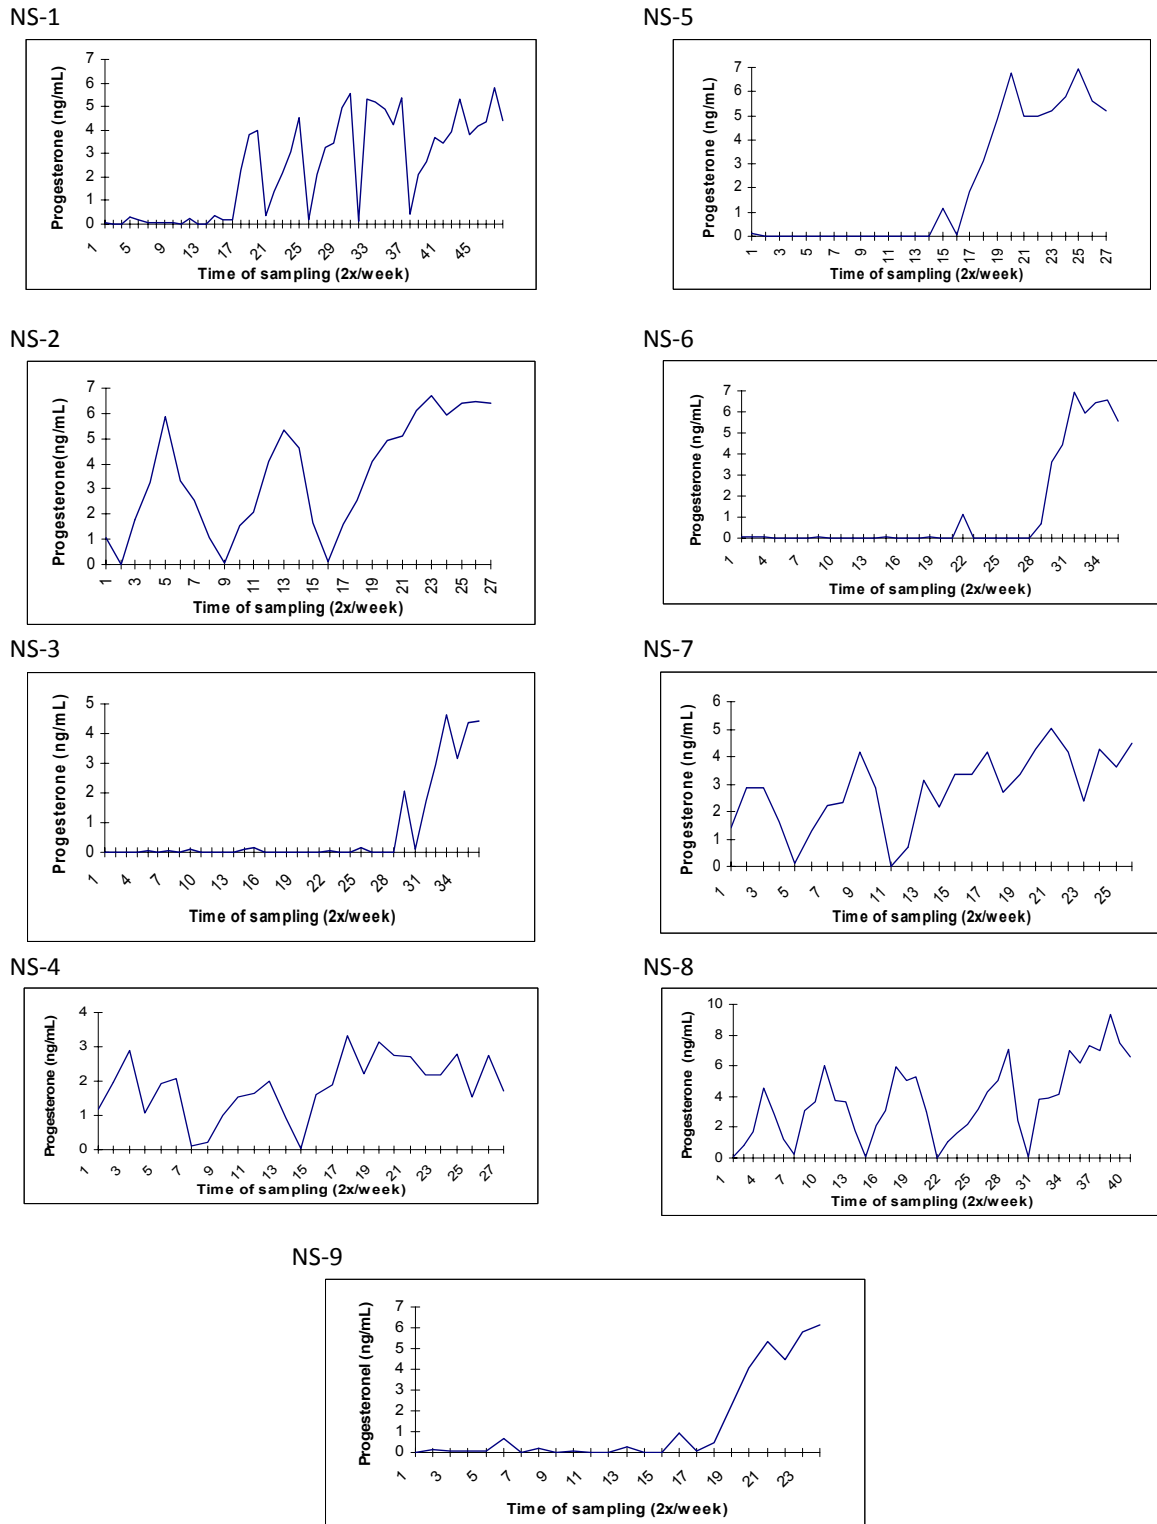 NS-1
Progesterone (ng/mL)
7
6
5
4
3
2
1
0
1 5 9 13 17 21 25 29 33 37 41 45
Time of sampling (2x/week)
NS-5
Progesterone (ng/mL)
7
6
5
4
3
2
1
0
1 3 5 7 9 11 13 15 17 19 21 23 25 27
Time of sampling (2x/week)
NS-2
Progesterone(ng/mL)
7
6
5
4
3
2
1
0
1 3 5 7 9 11 13 15 17 19 21 23 25 27
Time of sampling (2x/week)
NS-6
Progesterone (ng/mL)
7
6
5
4
3
2
1
0
1 4 7 10 13 16 19 22 25 28 31 34
Time of sampling (2x/week)
NS-3
Progesterone (ng/mL)
5
4
3
2
1
0
1 4 7 10 13 16 19 22 25 28 31 34
Time of sampling (2x/week)
NS-7
Progesterone (ng/mL)
6
5
4
3
2
1
0
1 3 5 7 9 11 13 15 17 19 21 23 25
Time of sampling (2x/week)
NS-4
Progesterone (ng/mL)
4
3
2
1
0
1 3 5 7 9 11 13 15 17 19 21 23 25 27
Time of sampling (2x/week)
NS-8
Progesterone (ng/mL)
10
8
6
4
2
0
1 4 7 10 13 16 19 22 25 28 31 34 37 40
Time of sampling (2x/week)
NS-9
Progesteronel (ng/mL)
7
6
5
4
3
2
1
0
1 3 5 7 9 11 13 15 17 19 21 23
Time of sampling (2x/week)